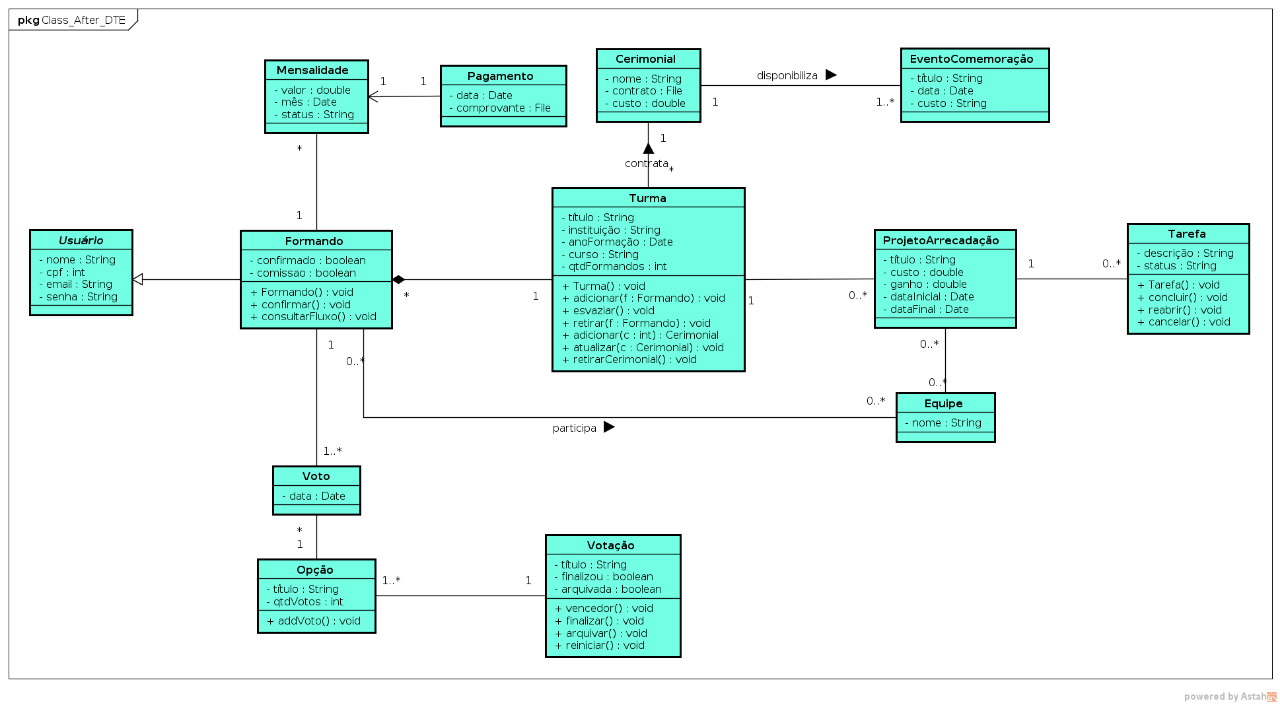 pkg Class_After_DTE
Mensalidade
- valor : double
- mês : Date
- status : String
1
1
Pagamento
- data : Date
- comprovante : File
Cerimonial
- nome : String
- contrato : File
- custo : double
disponibiliza
1
1..*
EventoComemoração
- título : String
- data : Date
- custo : String
*
1
1
contrata
*
Usuário
- nome : String
- cpf : int
- email : String
- senha : String
Formando
- confirmado : boolean
- comissao : boolean
+ Formando() : void
+ confirmar() : void
+ consultarFluxo() : void
*
1
Turma
- título : String
- instituição : String
- anoFormação : Date
- curso : String
- qtdFormandos : int
+ Turma() : void
+ adicionar(f : Formando) : void
+ esvaziar() : void
+ retirar(f : Formando) : void
+ adicionar(c : int) : Cerimonial
+ atualizar(c : Cerimonial) : void
+ retirarCerimonial() : void
1
0..*
ProjetoArrecadação
- título : String
- custo : double
- ganho : double
- dataInicial : Date
- dataFinal : Date
1
0..*
Tarefa
- descrição : String
- status : String
+ Tarefa() : void
+ concluir() : void
+ reabrir() : void
+ cancelar() : void
1
0..*
0..*
0..*
0..*
participa
Equipe
- nome : String
1..*
Voto
- data : Date
*
1
Opção
- título : String
- qtdVotos : int
+ addVoto() : void
1..*
1
Votação
- título : String
- finalizou : boolean
- arquivada : boolean
+ vencedor() : void
+ finalizar() : void
+ arquivar() : void
+ reiniciar() : void
powered by Astah